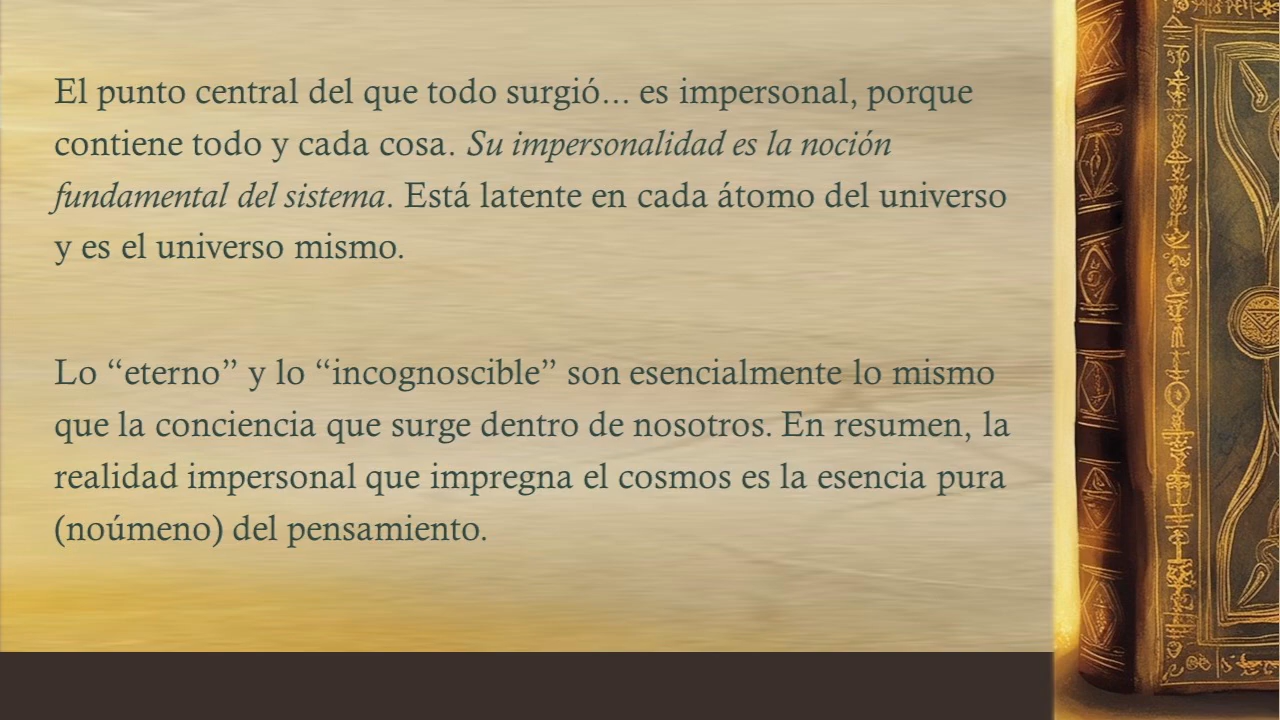 El punto central del que todo surgió... es impersonal, porque
contiene todo y cada cosa. Su impersonalidad es la noción
fundamental del sistema. Está latente en cada átomo del universo
y es el universo mismo.
Lo “eterno” y lo “incognoscible” son esencialmente lo mismo
que la conciencia que surge dentro de nosotros. En resumen, la
realidad impersonal que impregna el cosmos es la esencia pura
(noúmeno) del pensamiento.